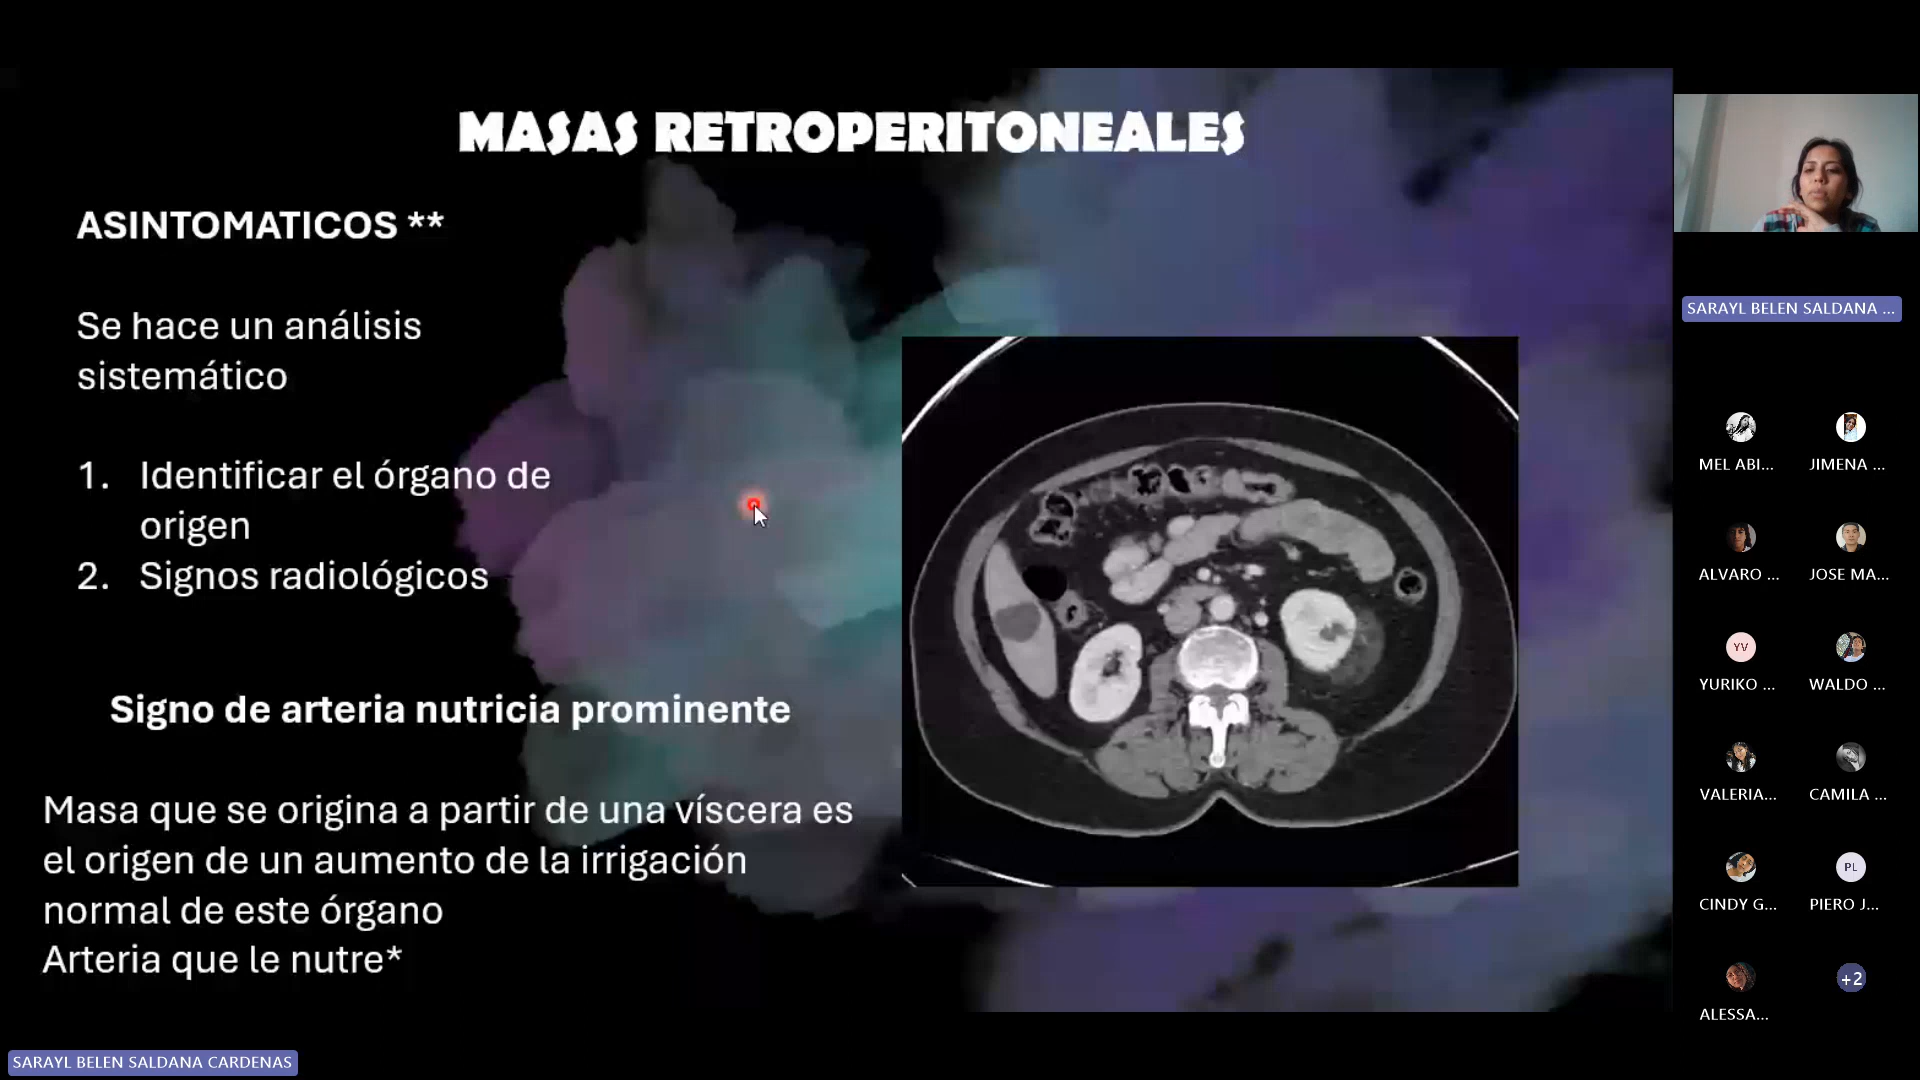 MASAS RETROPERITONEALES
ASINTOMATICOS **
Se hace un análisis
sistemático
1. Identificar el órgano de
origen
2. Signos radiológicos
Signo de arteria nutricia prominente
Masa que se origina a partir de una víscera es
el origen de un aumento de la irrigación
normal de este órgano
Arteria que le nutre*
SARAYL BELEN SALDANA CARDENAS
SARAYL BELEN SALDANA ...
MEL ABI...
JIMENA ...
ALVARO ...
JOSE MA...
YV
YURIKO ...
WALDO ...
VALERIA...
CAMILA ...
CINDY G...
PL
PIERO J...
ALESSA...
+2